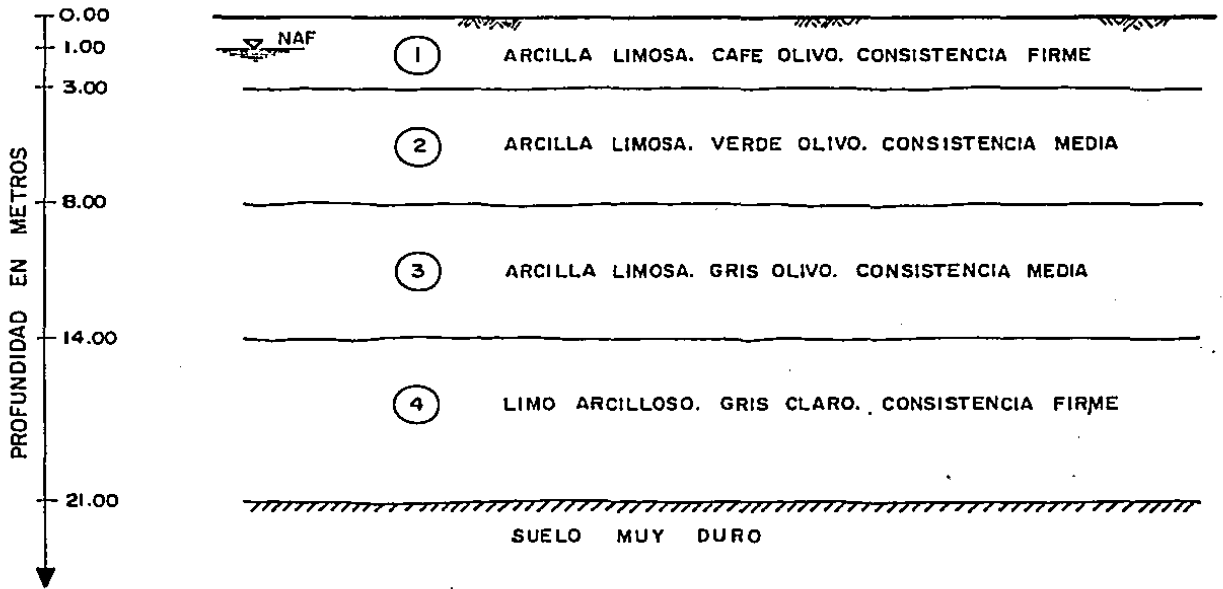 0.00
1.00
NAF
1 ARCILLA LIMOSA. CAFE OLIVO. CONSISTENCIA FIRME
3.00
2 ARCILLA LIMOSA. VERDE OLIVO. CONSISTENCIA MEDIA
8.00
3 ARCILLA LIMOSA. GRIS OLIVO. CONSISTENCIA MEDIA
14.00
4 LIMO ARCILLOSO. GRIS CLARO. CONSISTENCIA FIRME
21.00
SUELO MUY DURO
PROFUNDIDAD EN METROS